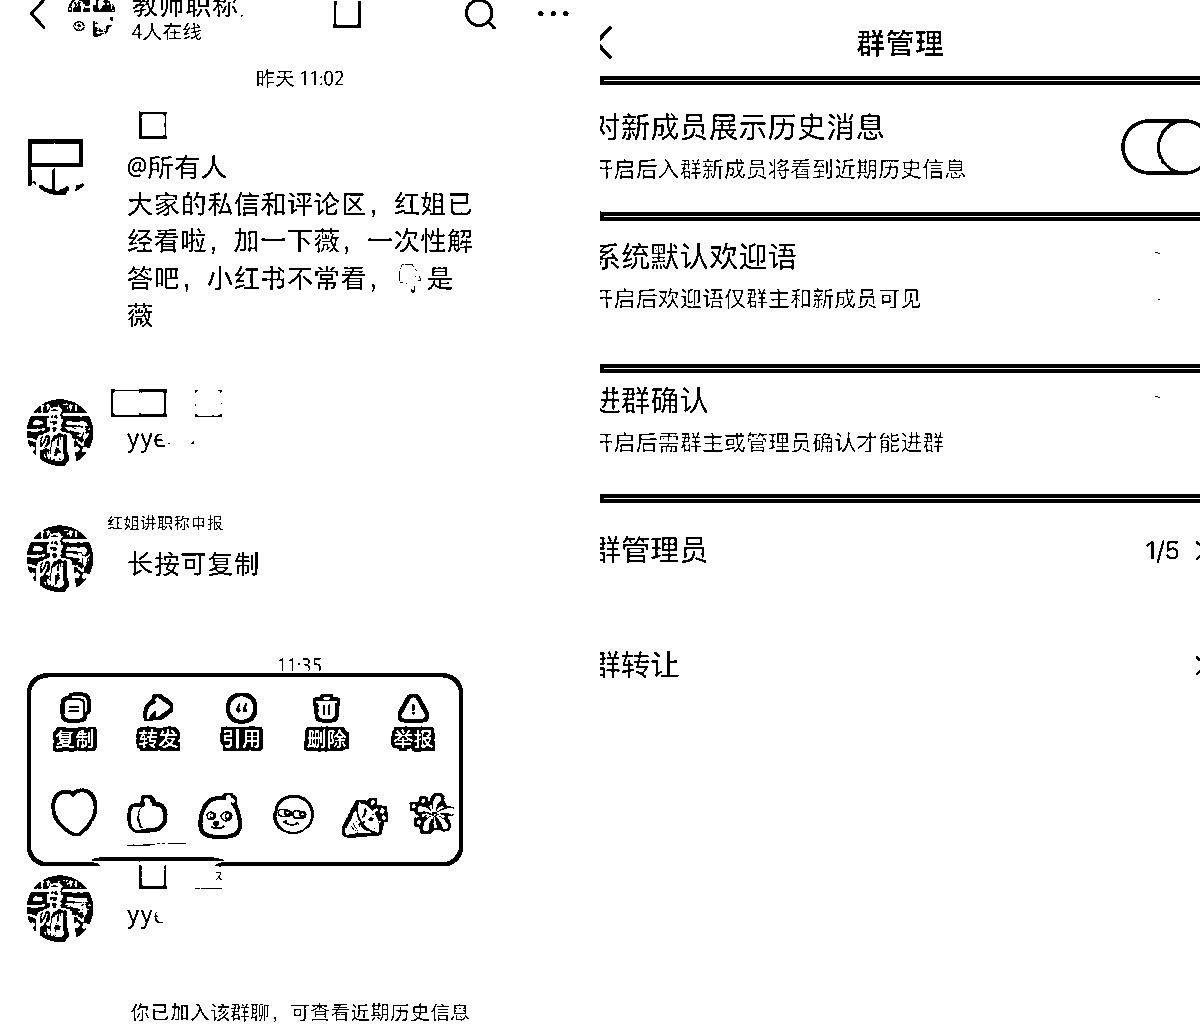 教师职称
4人在线
昨天 11:02
@所有人
大家的私信和评论区，红姐已
经看啦，加一下薇，一次性解
答吧，小红书不常看，👇是
薇
yye
红姐讲职称申报
长按可复制
11:35
复制 转发 引用 删除 举报
yy
你已加入该群聊，可查看近期历史信息
群管理
对新成员展示历史消息
开启后入群新成员将看到近期历史信息
系统默认欢迎语
开启后欢迎语仅群主和新成员可见
进群确认
开启后需群主或管理员确认才能进群
群管理员 1/5
群转让